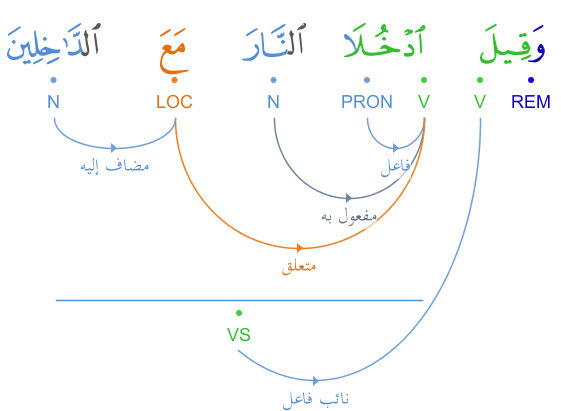 وَقِيلَ ٱدْخُلَا ٱلنَّارَ مَعَ ٱلدَّٰخِلِينَ
REM V V PRON N LOC N
فاعل
مضاف إليه
مفعول به
متعلق
VS
نائب فاعل